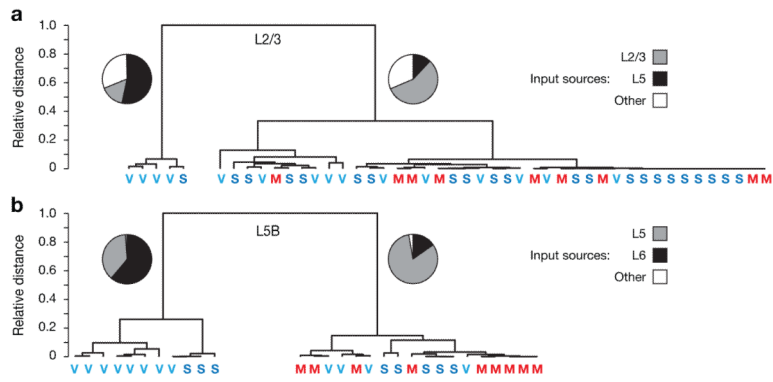 a
L2/3
Relative distance
1.0
0.8
0.6
0.4
0.2
0
L2/3
Input sources: L5
Other
V V V V S V S S V M S S V V V S S V M M V M S S V S S V M V M S S M V S S S S S S S S S M M
b
L5B
Relative distance
1.0
0.8
0.6
0.4
0.2
0
L5
Input sources: L6
Other
V V V V V V V V S S S M M V V M V S S M S S S V M M M M M